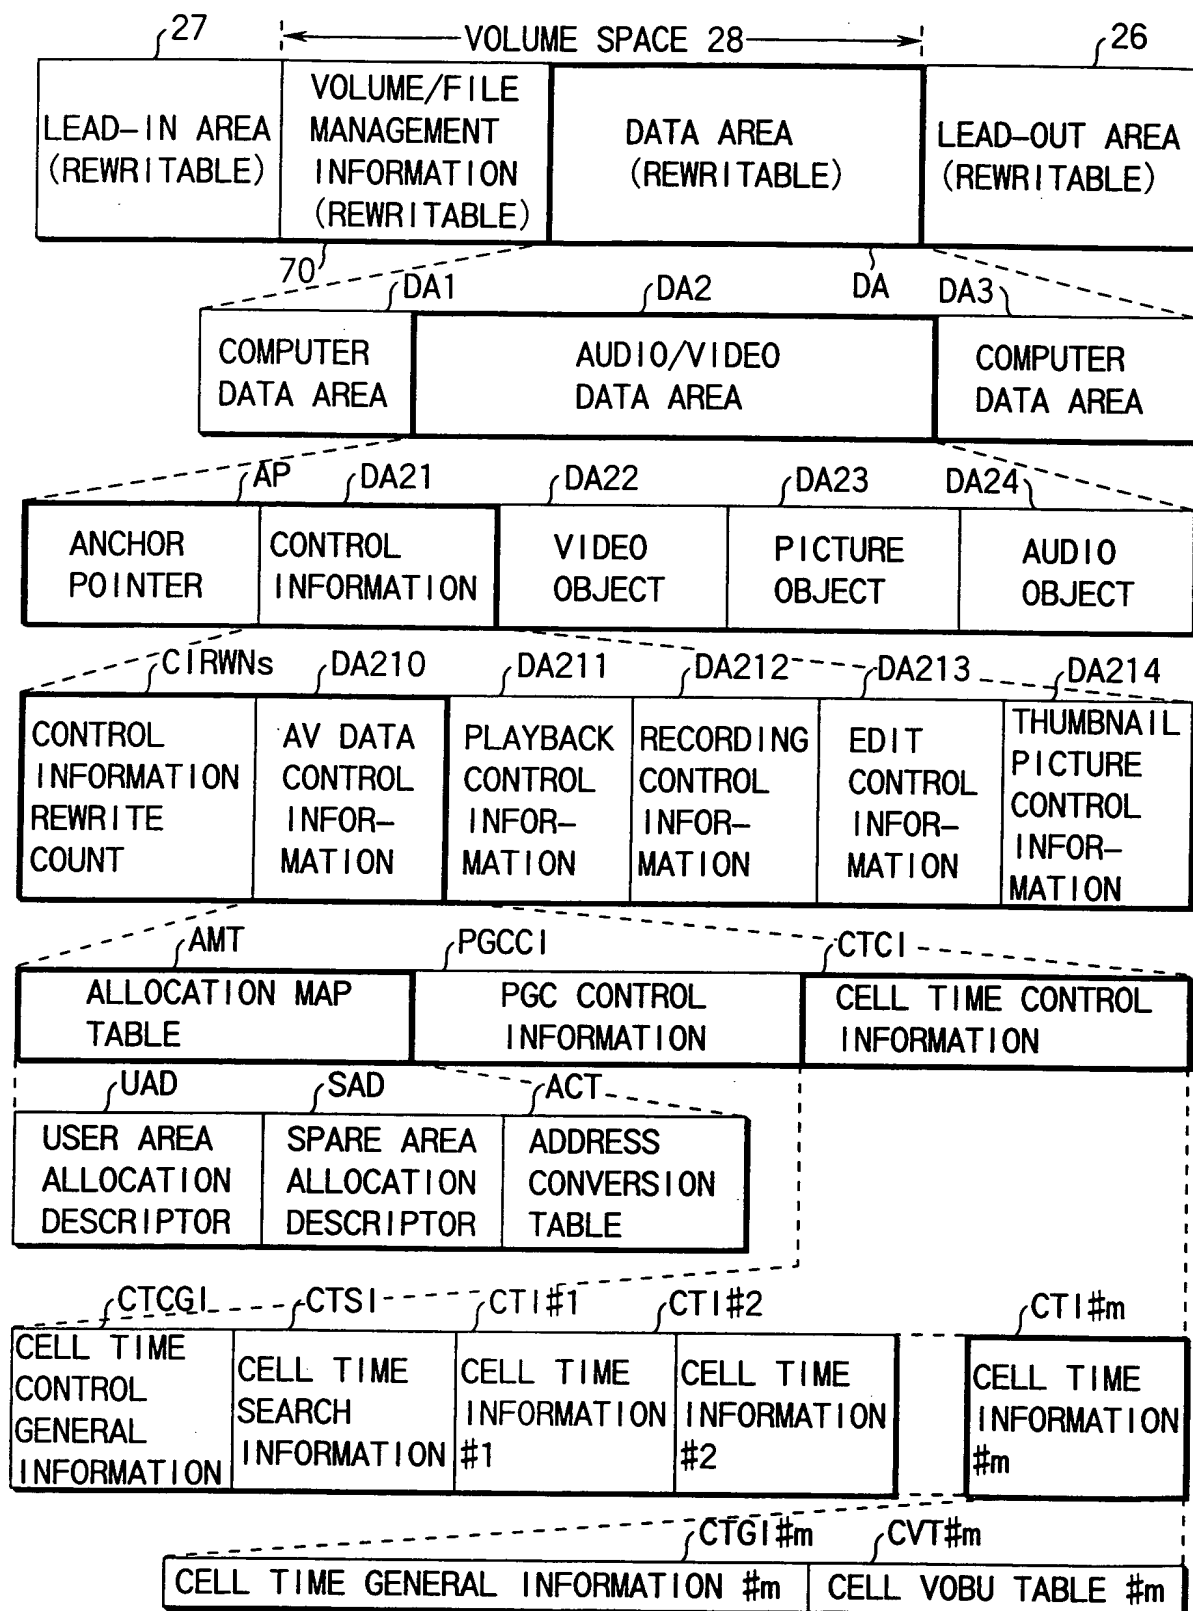 27
VOLUME SPACE 28
26
LEAD-IN AREA
(REWRITABLE)
VOLUME/FILE
MANAGEMENT
INFORMATION
(REWRITABLE)
DATA AREA
(REWRITABLE)
LEAD-OUT AREA
(REWRITABLE)
70
DA
DA1
DA2
DA3
COMPUTER
DATA AREA
AUDIO/VIDEO
DATA AREA
COMPUTER
DATA AREA
AP
DA21
DA22
DA23
DA24
ANCHOR
POINTER
CONTROL
INFORMATION
VIDEO
OBJECT
PICTURE
OBJECT
AUDIO
OBJECT
CIRWNs
DA210
DA211
DA212
DA213
DA214
CONTROL
INFORMATION
REWRITE
COUNT
AV DATA
CONTROL
INFOR-
MATION
PLAYBACK
CONTROL
INFOR-
MATION
RECORDING
CONTROL
INFOR-
MATION
EDIT
CONTROL
INFOR-
MATION
THUMBNAIL
PICTURE
CONTROL
INFOR-
MATION
AMT
PGCCI
CTCI
ALLOCATION MAP
TABLE
PGC CONTROL
INFORMATION
CELL TIME CONTROL
INFORMATION
UAD
SAD
ACT
USER AREA
ALLOCATION
DESCRIPTOR
SPARE AREA
ALLOCATION
DESCRIPTOR
ADDRESS
CONVERSION
TABLE
CTCGI
CTSI
CTI#1
CTI#2
CTI#m
CELL TIME
CONTROL
GENERAL
INFORMATION
CELL TIME
SEARCH
INFORMATION
CELL TIME
INFORMATION
#1
CELL TIME
INFORMATION
#2
CELL TIME
INFORMATION
#m
CTGI#m
CVT#m
CELL TIME GENERAL INFORMATION #m
CELL VOBU TABLE #m